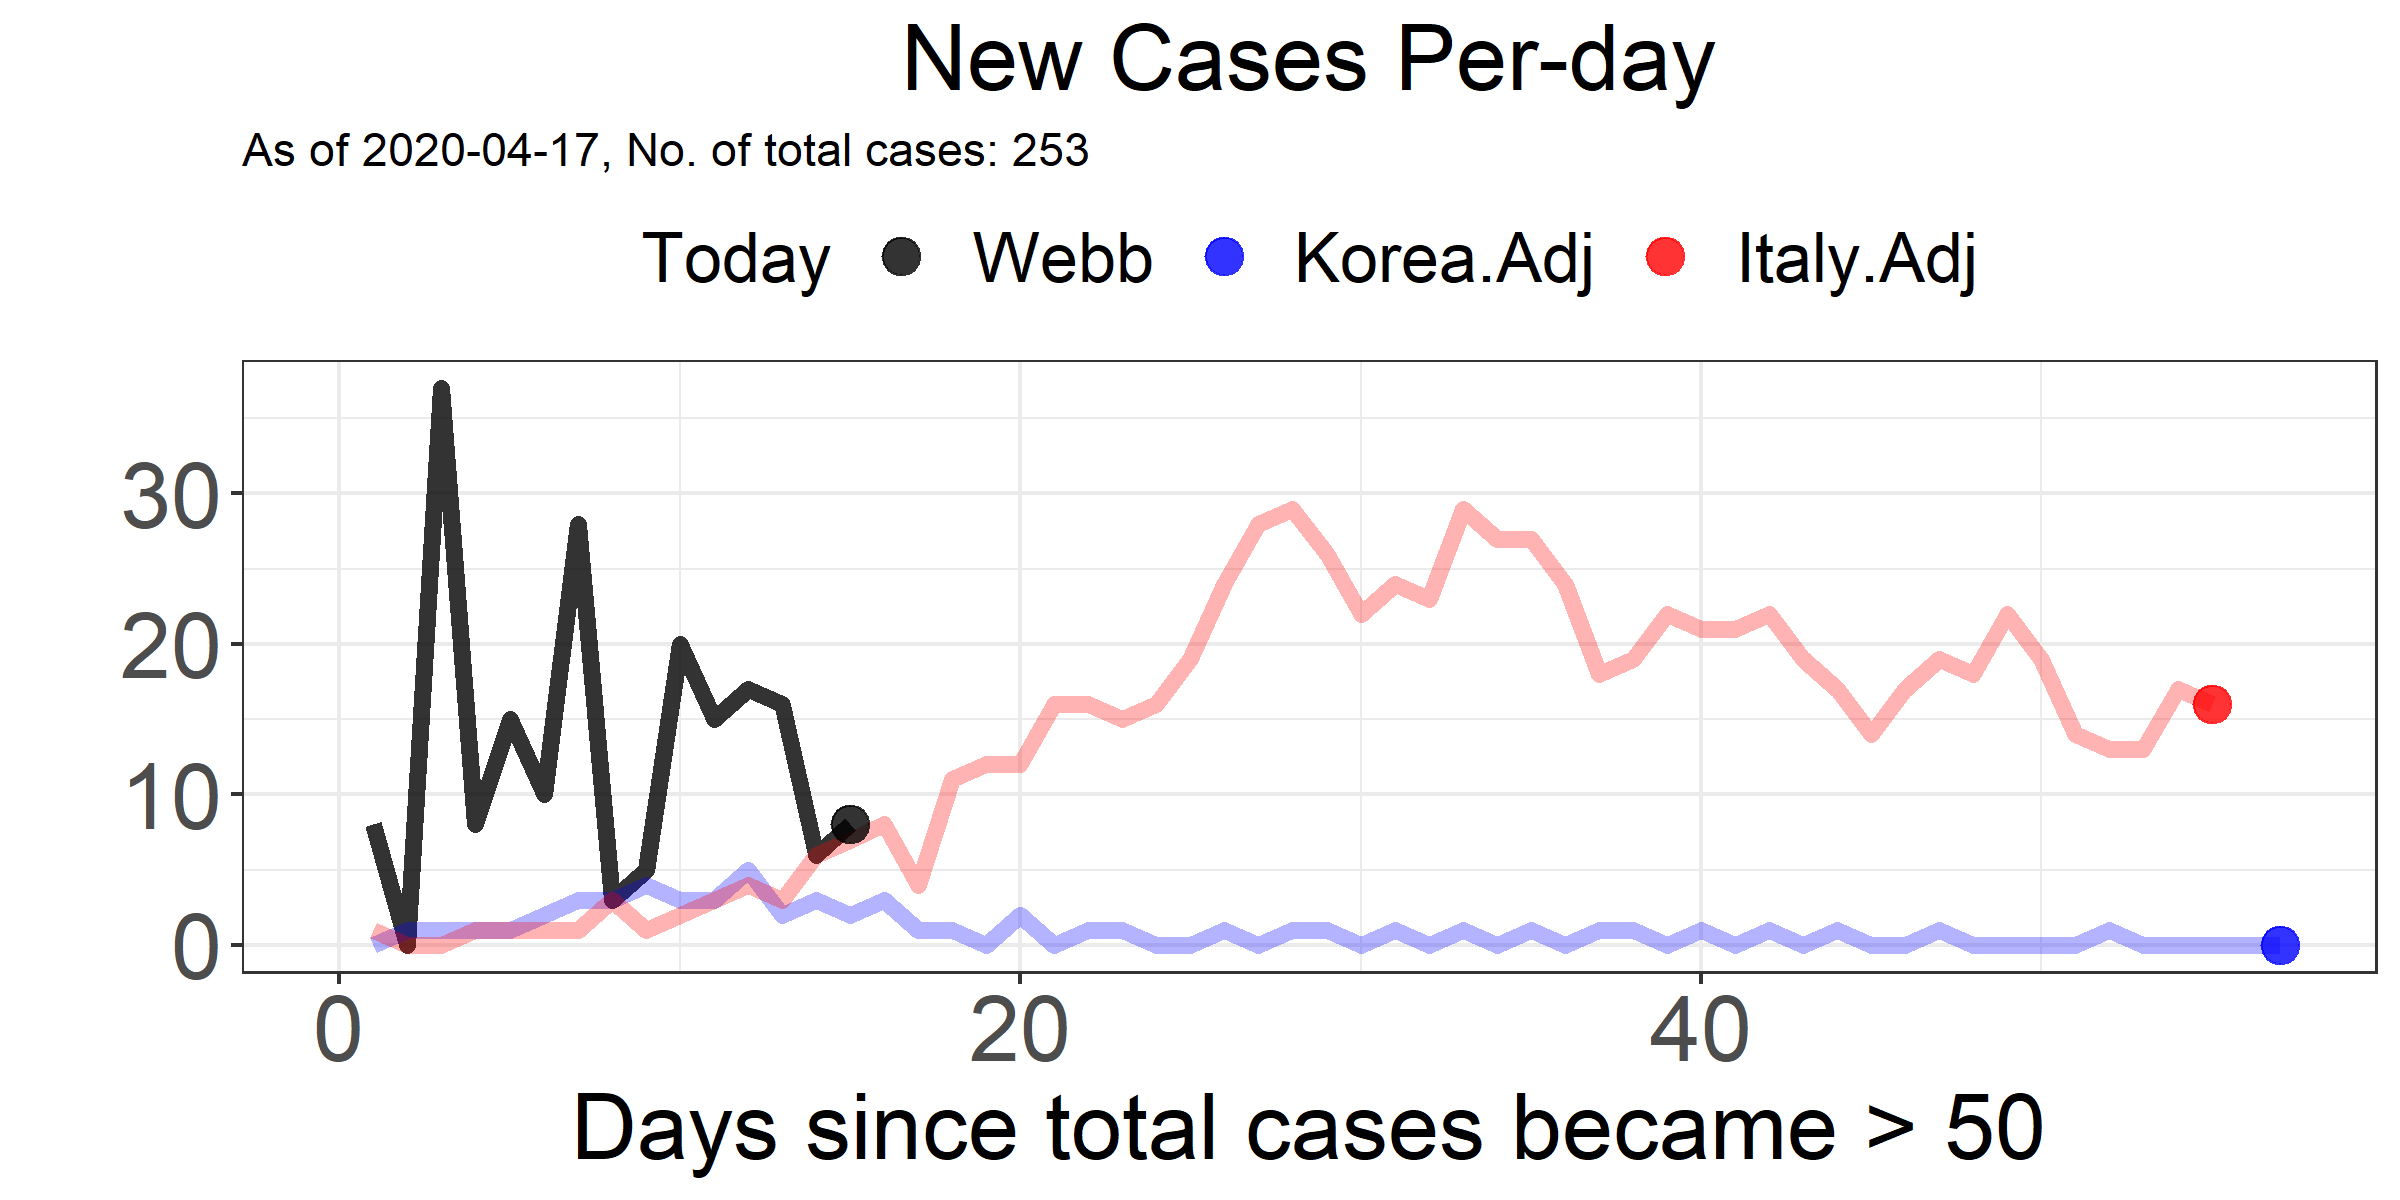 New Cases Per-day
As of 2020-04-17, No. of total cases: 253
Today Webb Korea.Adj Italy.Adj
30
20
10
0
0 20 40
Days since total cases became > 50